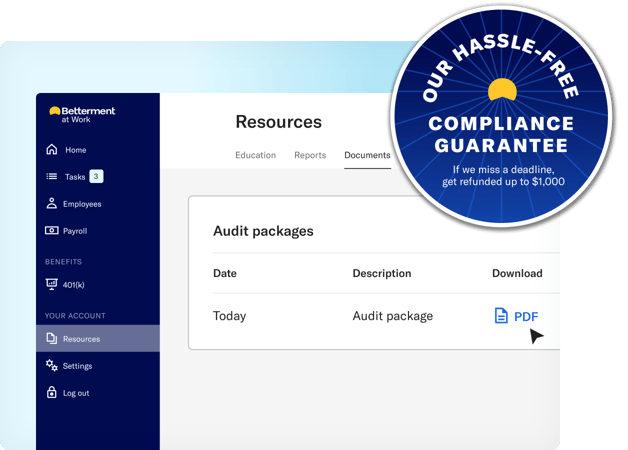 Betterment
at Work
Home
Tasks 3
Employees
Payroll
BENEFITS
401(k)
YOUR ACCOUNT
Resources
Settings
Log out
Resources
Education Reports Documents
Audit packages
Date Description Download
Today Audit package PDF
OUR HASSLE-FREE
COMPLIANCE
GUARANTEE
If we miss a deadline,
get refunded up to $1,000